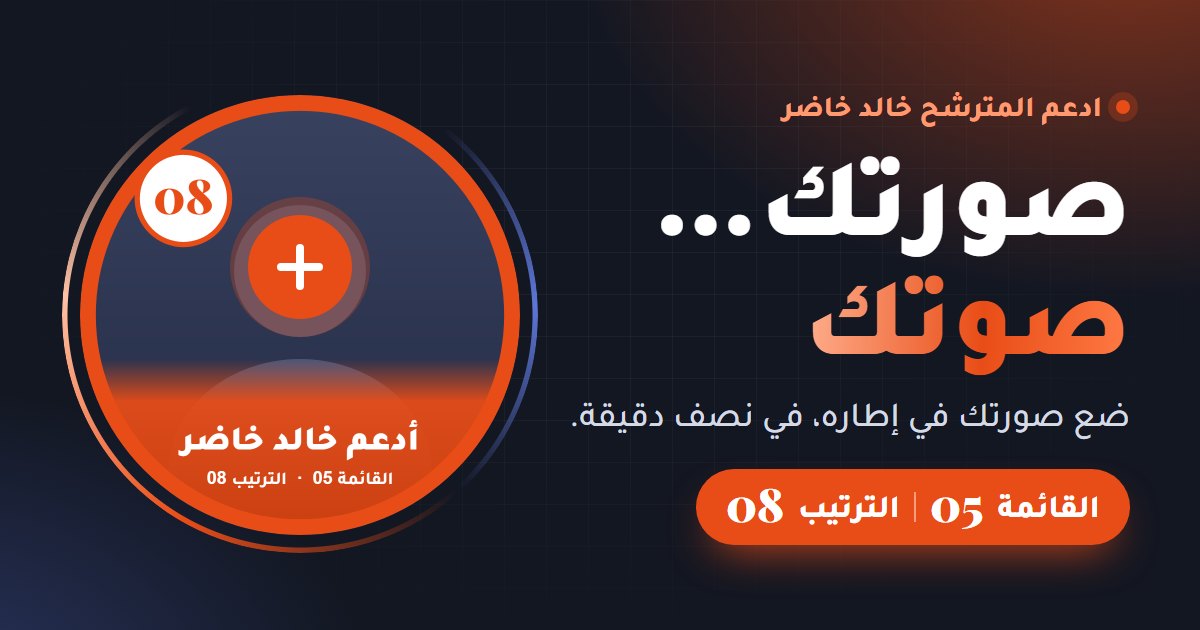 ادعم المترشح خالد خاضر
صورتك...
صوتك
ضع صورتك في إطاره، في نصف دقيقة.
القائمة 05 | الترتيب 08
08
+
أدعم خالد خاضر
القائمة 05 · الترتيب 08